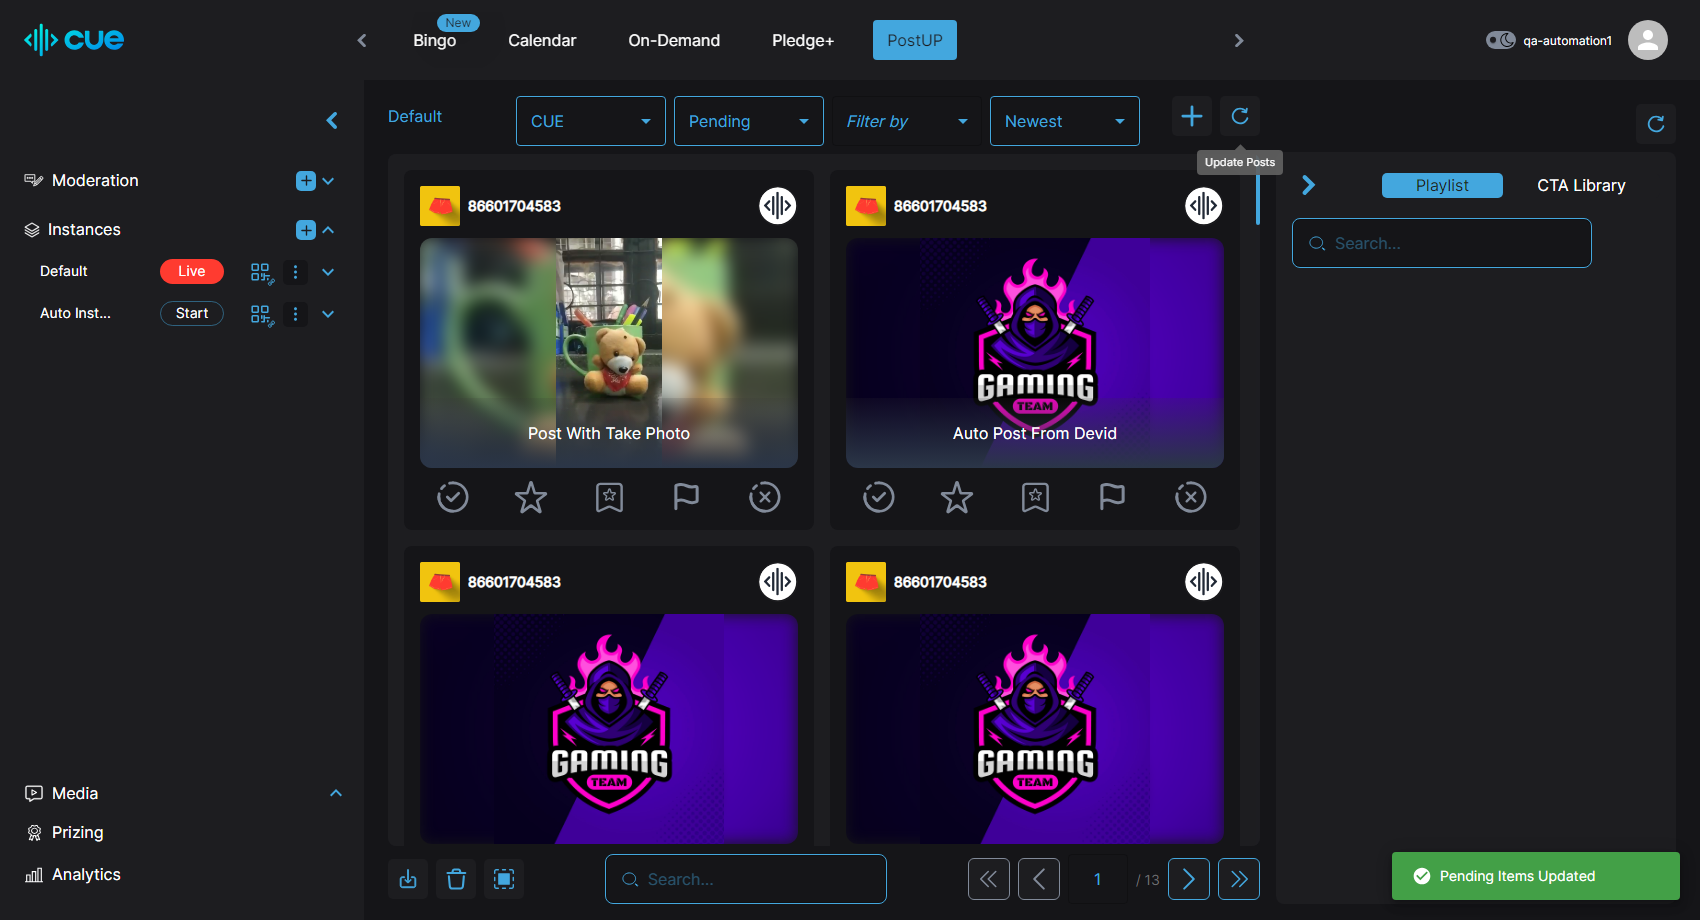 cue
New
Bingo
Calendar
On-Demand
Pledge+
PostUP
qa-automation1
Default
CUE
Pending
Filter by
Newest
Update Posts
Moderation
Instances
Default
Live
Auto Inst...
Start
Media
Prizing
Analytics
86601704583
Post With Take Photo
86601704583
GAMING
TEAM
Auto Post From Devid
86601704583
GAMING
TEAM
86601704583
GAMING
TEAM
Search...
1
/ 13
Playlist
CTA Library
Search...
Pending Items Updated